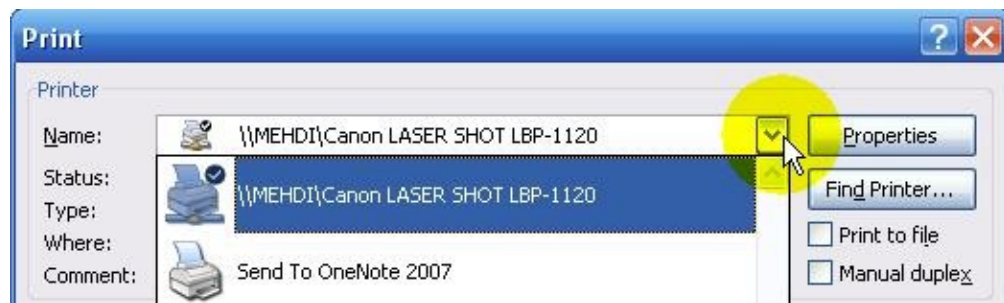 Print
Printer
Name: \\MEHDI\Canon LASER SHOT LBP-1120 Properties
Status: \\MEHDI\Canon LASER SHOT LBP-1120 Find Printer...
Type:
Where: Print to file
Comment: Send To OneNote 2007 Manual duplex